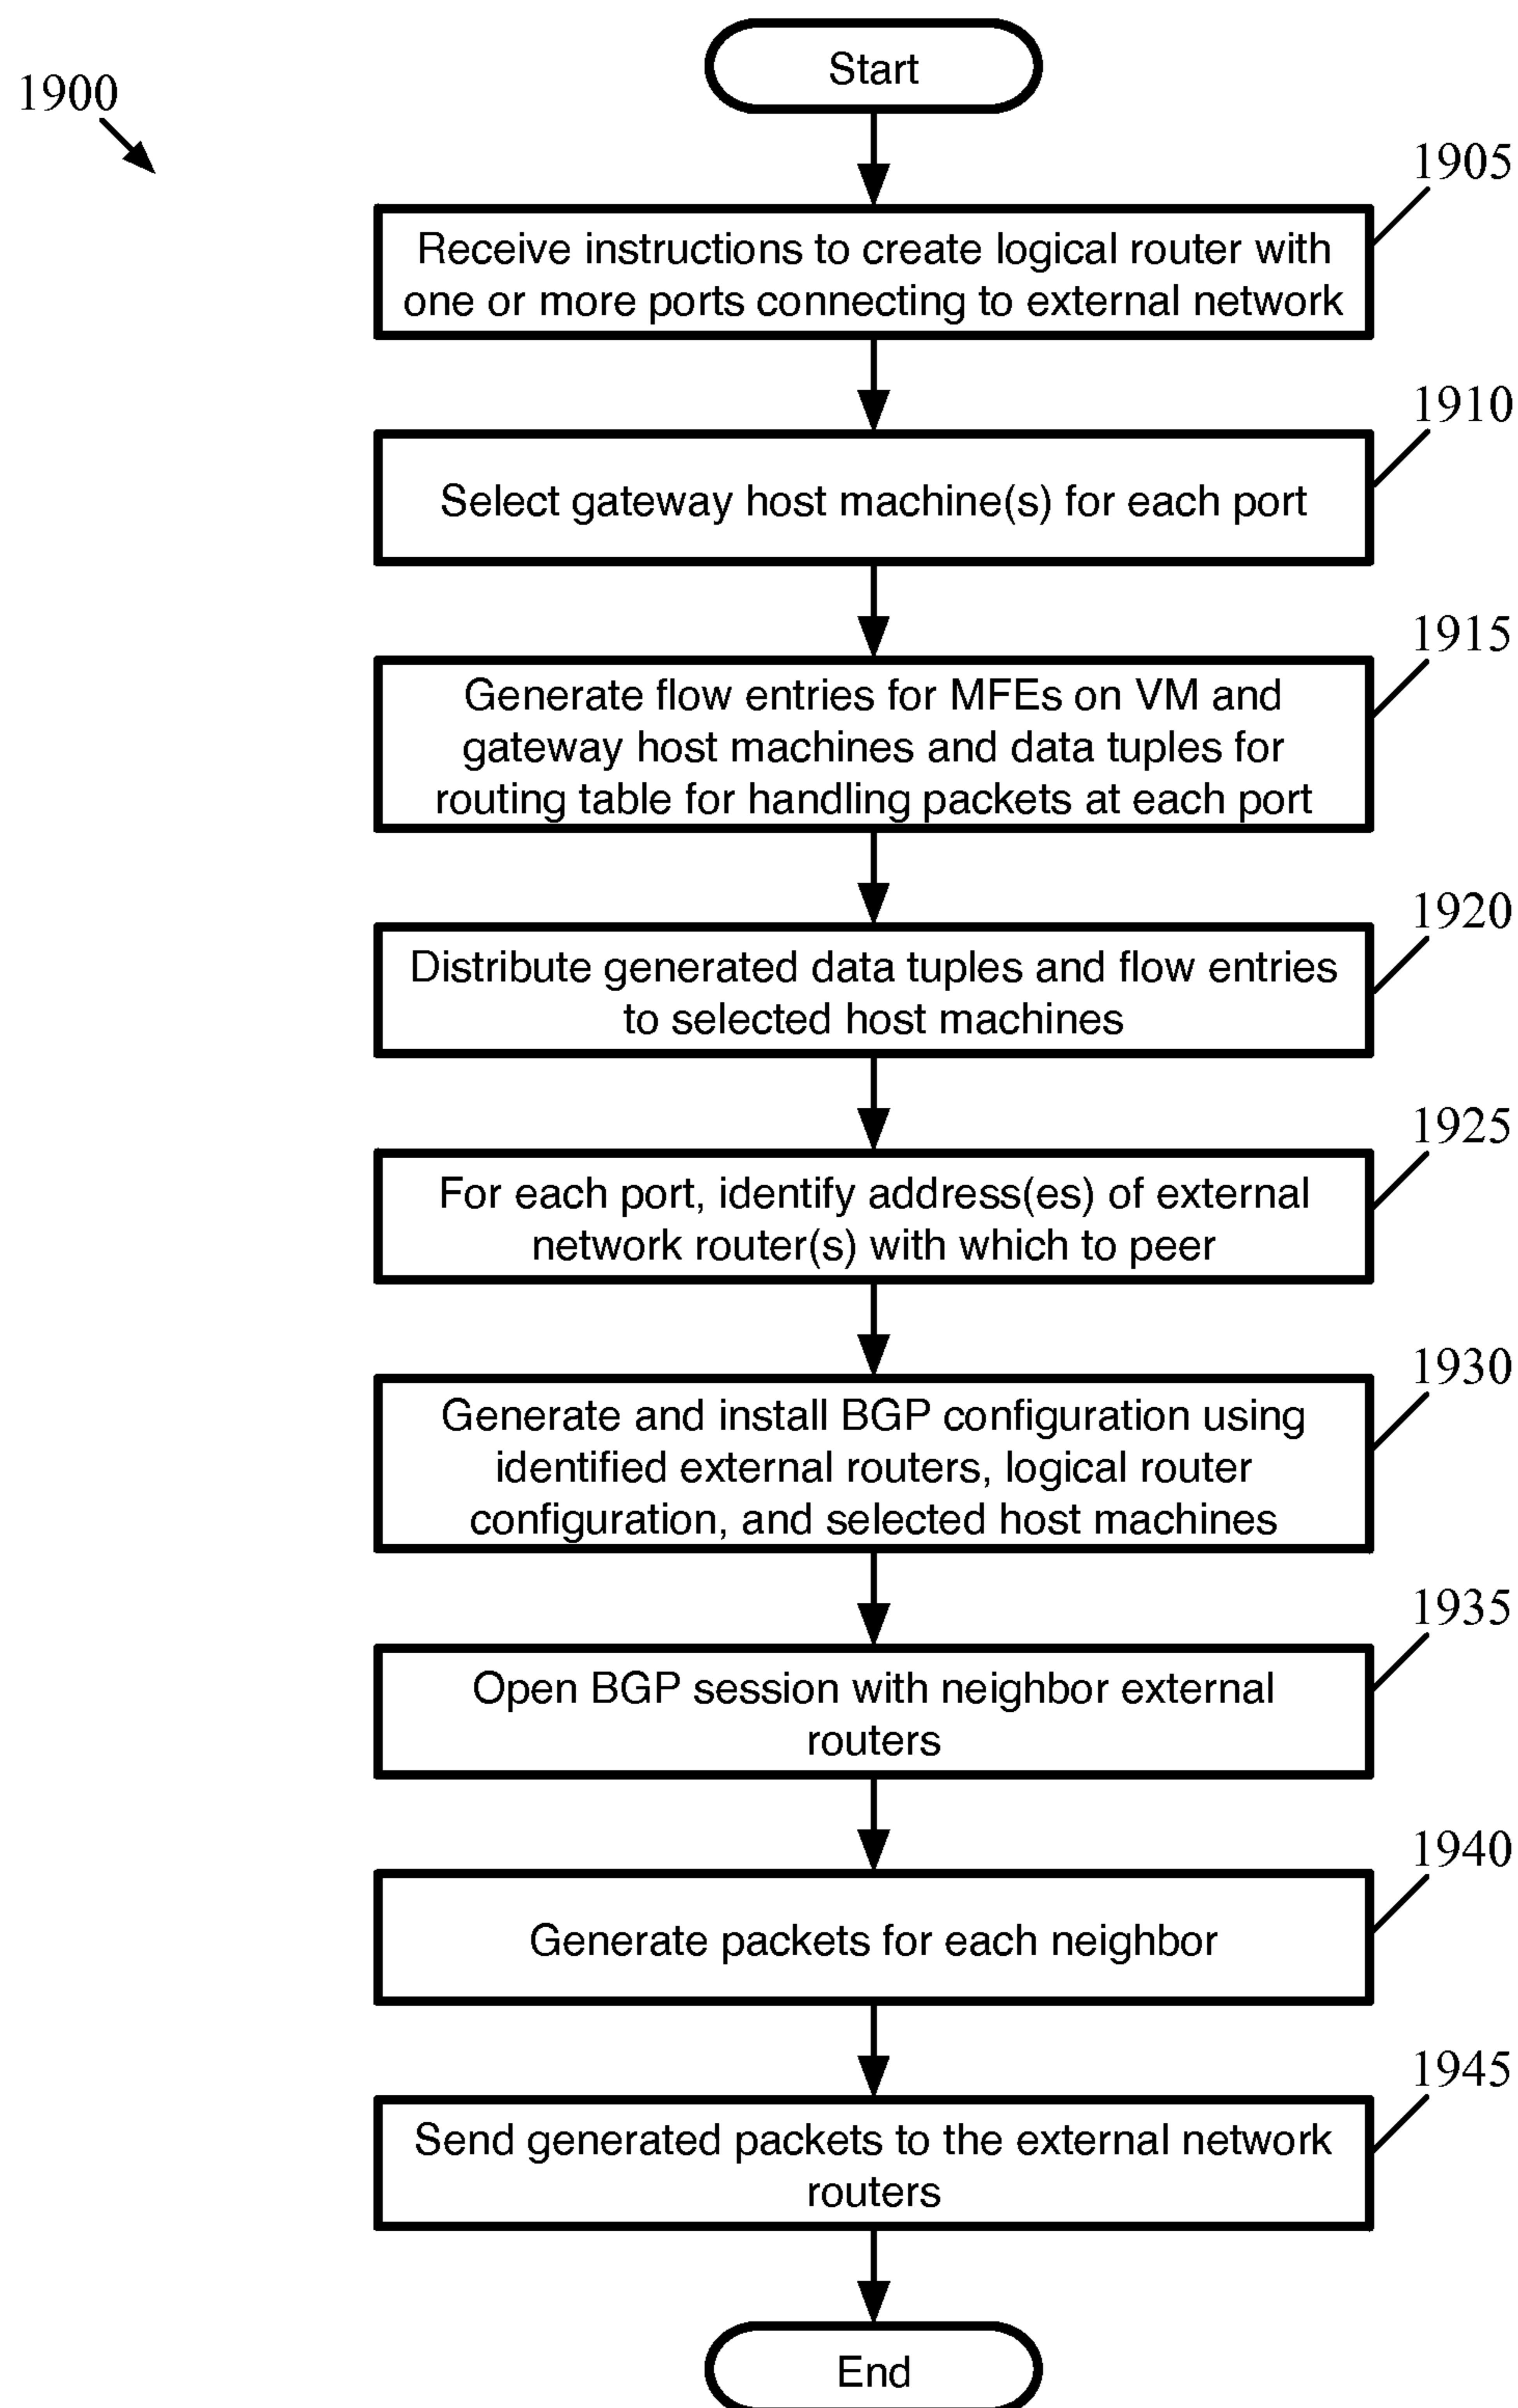 Start
1900
1905
Receive instructions to create logical router with
one or more ports connecting to external network
1910
Select gateway host machine(s) for each port
1915
Generate flow entries for MFEs on VM and
gateway host machines and data tuples for
routing table for handling packets at each port
1920
Distribute generated data tuples and flow entries
to selected host machines
1925
For each port, identify address(es) of external
network router(s) with which to peer
1930
Generate and install BGP configuration using
identified external routers, logical router
configuration, and selected host machines
1935
Open BGP session with neighbor external
routers
1940
Generate packets for each neighbor
1945
Send generated packets to the external network
routers
End